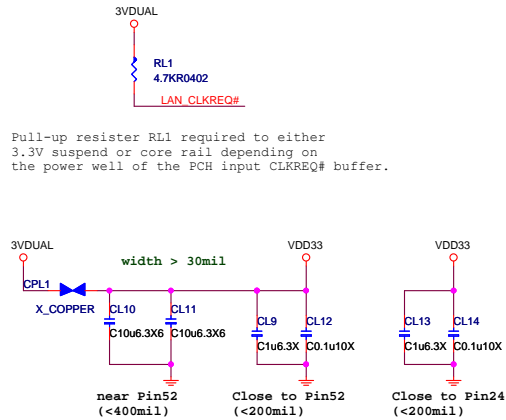 3VDUAL
RL1
4.7KR0402
LAN_CLKREQ#
Pull-up resister RL1 required to either
3.3V suspend or core rail depending on
the power well of the PCH input CLKREQ# buffer.
3VDUAL
VDD33
VDD33
width > 30mil
CPL1
X_COPPER
CL10
CL11
CL9
CL12
CL13
CL14
C10u6.3X6
C10u6.3X6
C1u6.3X
C0.1u10X
C1u6.3X
C0.1u10X
near Pin52
(<400mil)
Close to Pin52
(<200mil)
Close to Pin24
(<200mil)